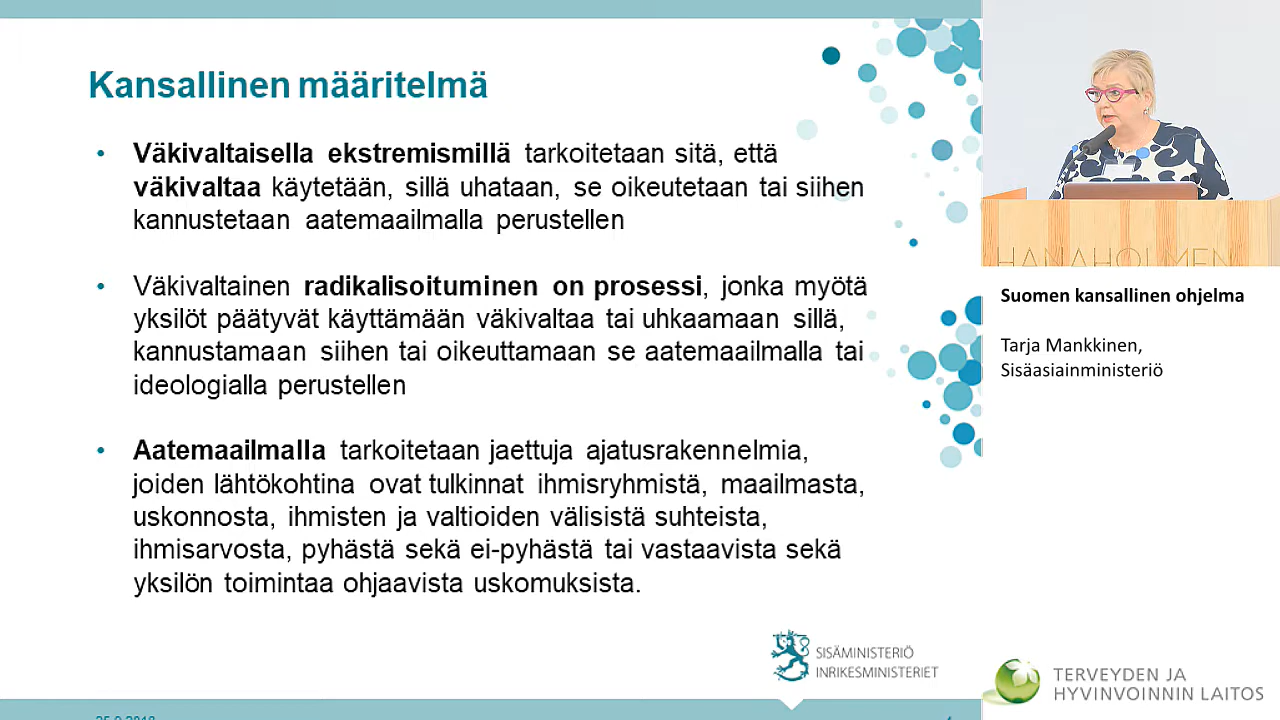 Kansallinen määritelmä
• Väkivaltaisella ekstremismillä tarkoitetaan sitä, että
väkivaltaa käytetään, sillä uhataan, se oikeutetaan tai siihen
kannustetaan aatemaailmalla perustellen
• Väkivaltainen radikalisoituminen on prosessi, jonka myötä
yksilöt päätyvät käyttämään väkivaltaa tai uhkaamaan sillä,
kannustamaan siihen tai oikeuttamaan se aatemaailmalla tai
ideologialla perustellen
• Aatemaailmalla tarkoitetaan jaettuja ajatusrakennelmia,
joiden lähtökohtina ovat tulkinnat ihmisryhmistä, maailmasta,
uskonnosta, ihmisten ja valtioiden välisistä suhteista,
ihmisarvosta, pyhästä sekä ei-pyhästä tai vastaavista sekä
yksilön toimintaa ohjaavista uskomuksista.
SISÄMINISTERIÖ
INRIKESMINISTERIET
HANAHOLMEN
Suomen kansallinen ohjelma
Tarja Mankkinen,
Sisäasiainministeriö
TERVEYDEN JA
HYVINVOINNIN LAITOS